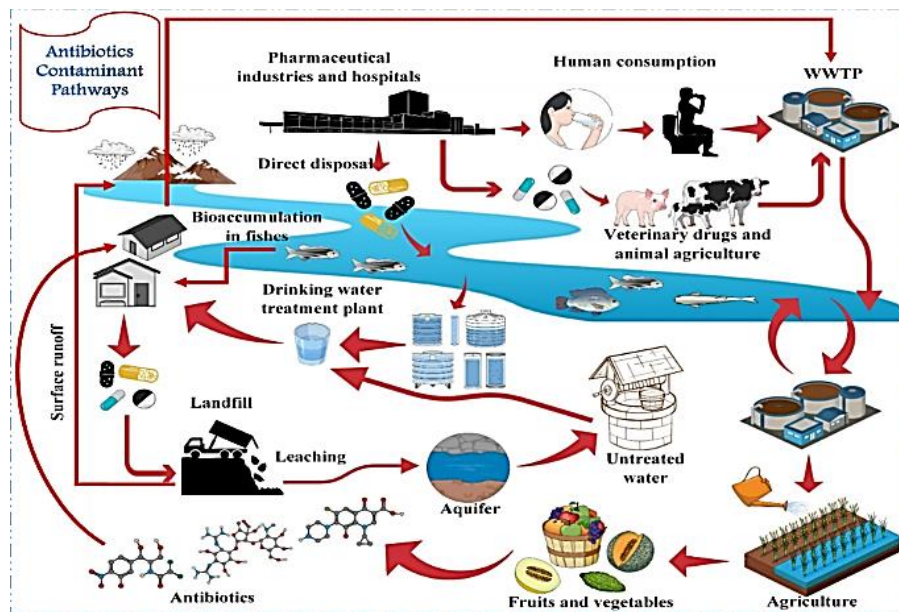 Antibiotics
Contaminant
Pathways
Pharmaceutical
industries and hospitals
Human consumption
WWTP
Direct disposal
Bioaccumulation
in fishes
Veterinary drugs and
animal agriculture
Drinking water
treatment plant
Surface runoff
Landfill
Leaching
Aquifer
Untreated
water
Antibiotics
Fruits and vegetables
Agriculture